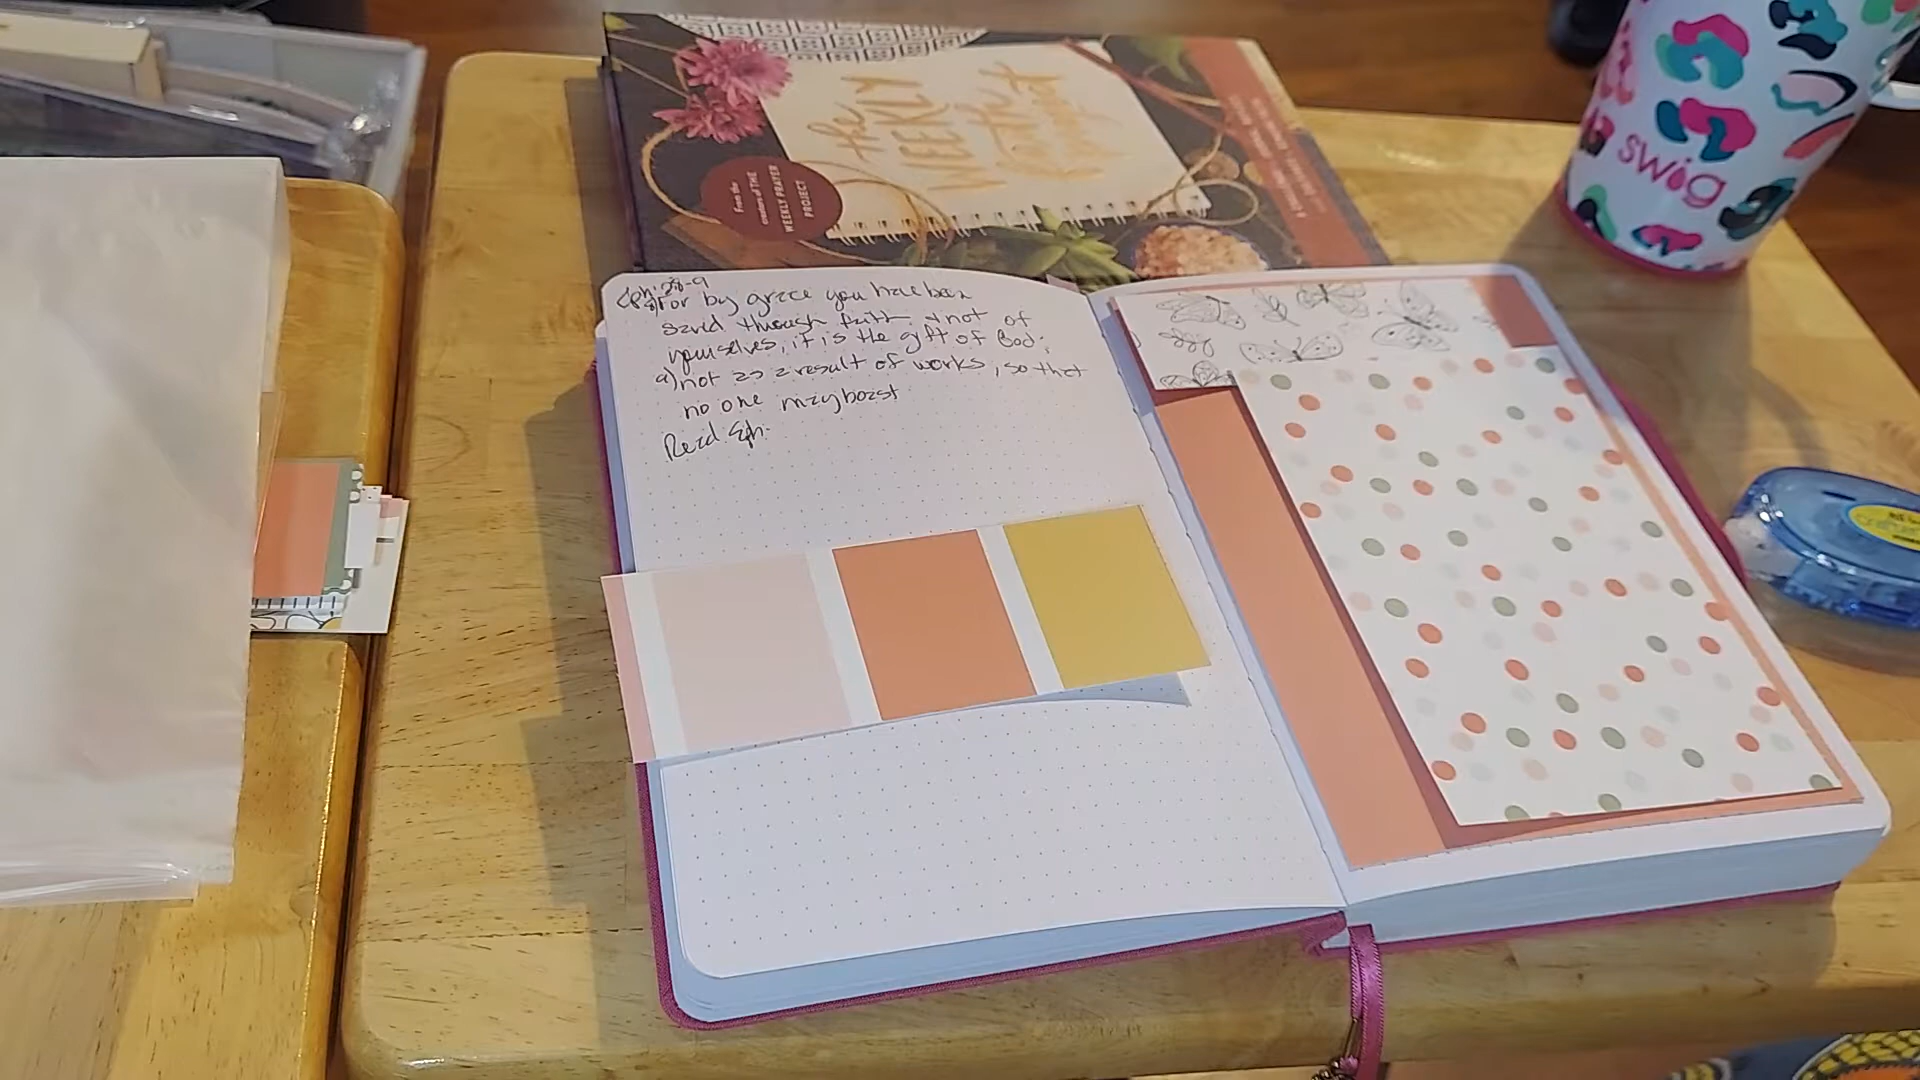 the
WEEKLY
Faith
Project
From the
creators of THE
WEEKLY PRAYER
PROJECT
swig
Eph: 2:8-9
8) For by grace you have been
saved through faith. & not of
yourselves, it is the gift of God;
9) not as a result of works, so that
no one may boast
Read Eph.